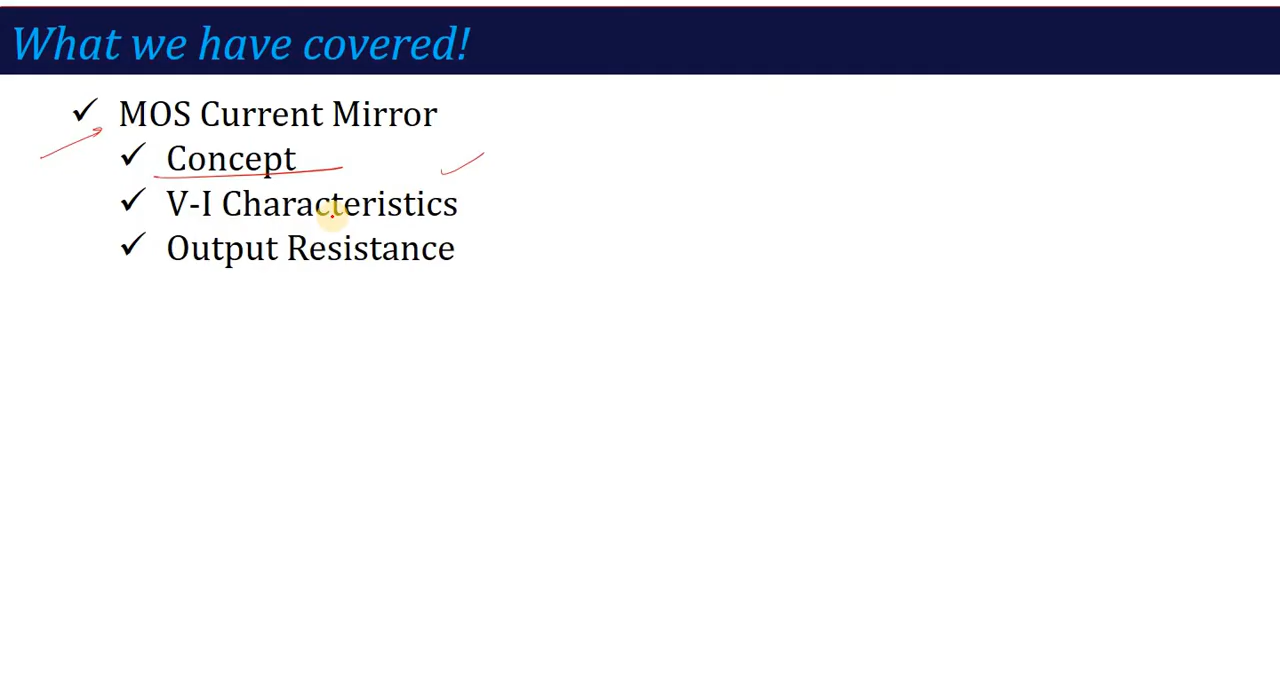 What we have covered!
MOS Current Mirror
Concept
V-I Characteristics
Output Resistance